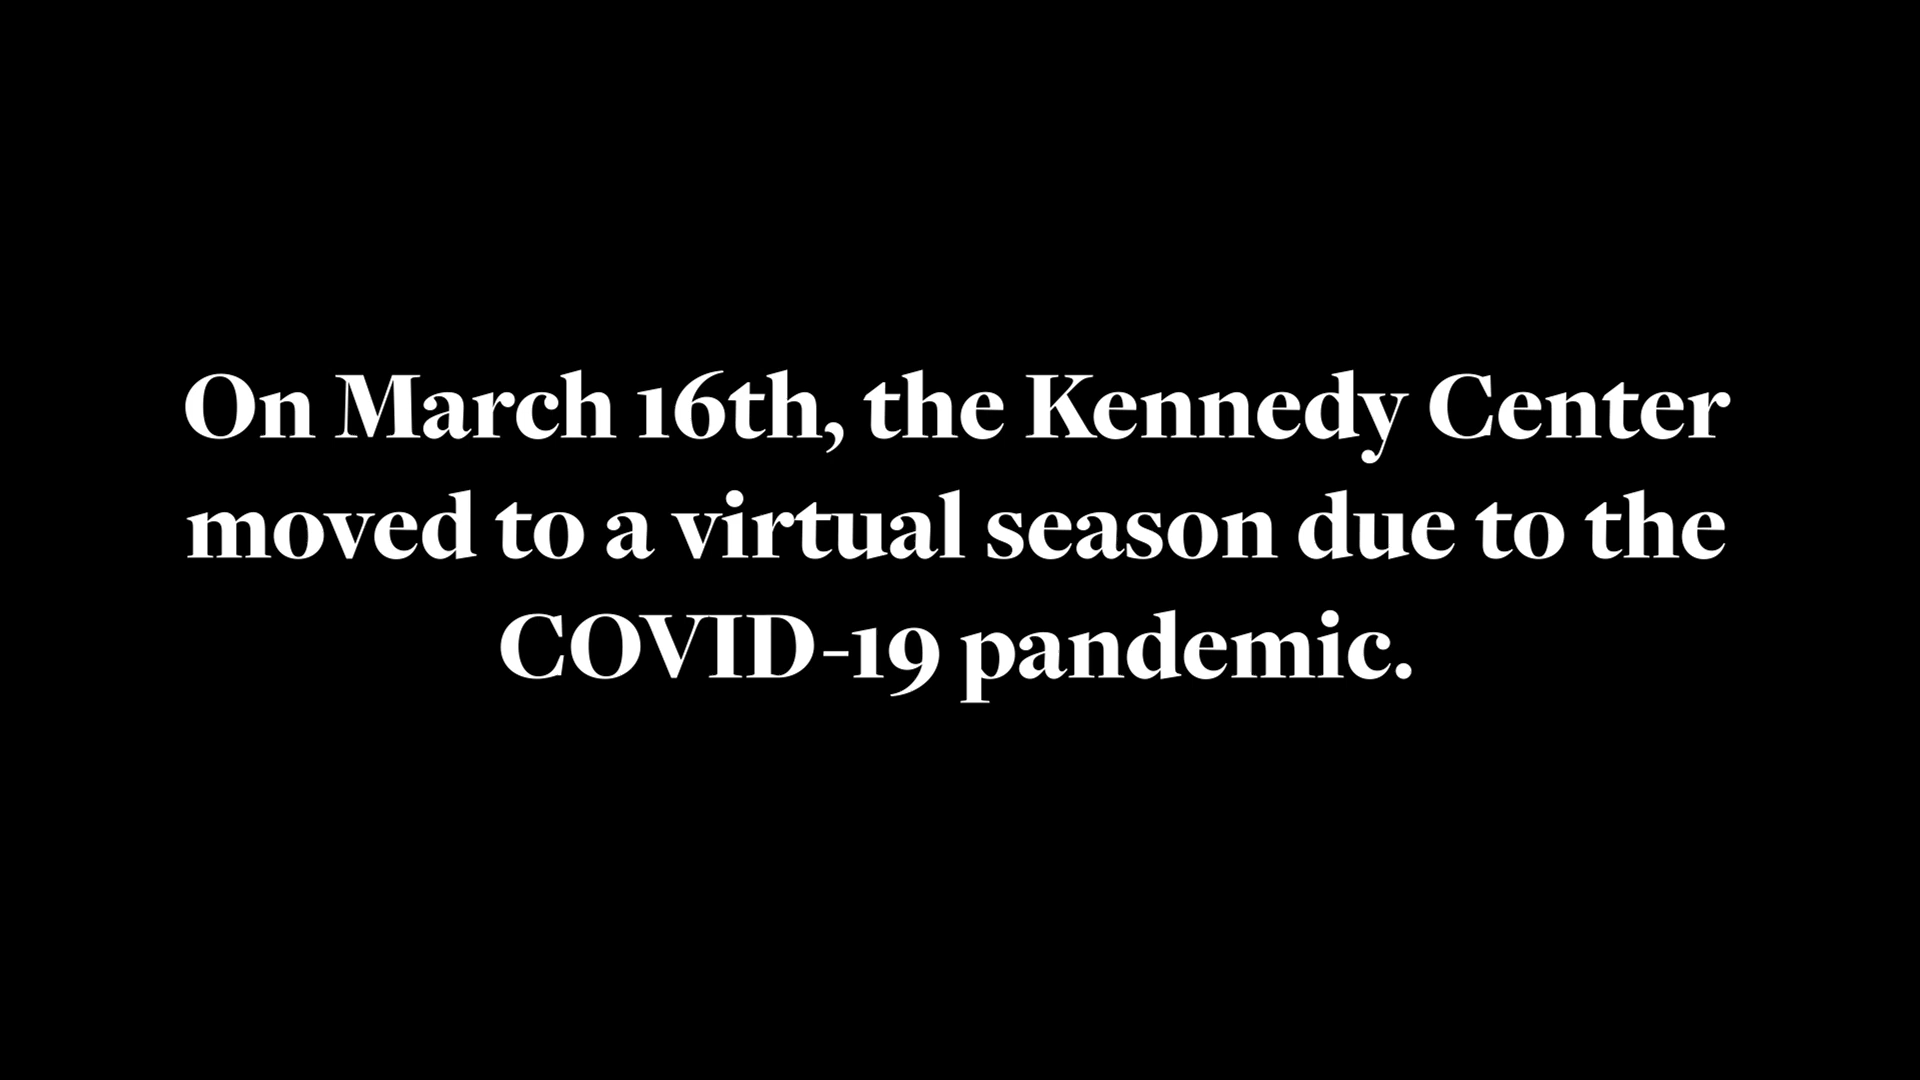 On March 16th, the Kennedy Center
moved to a virtual season due to the
COVID-19 pandemic.